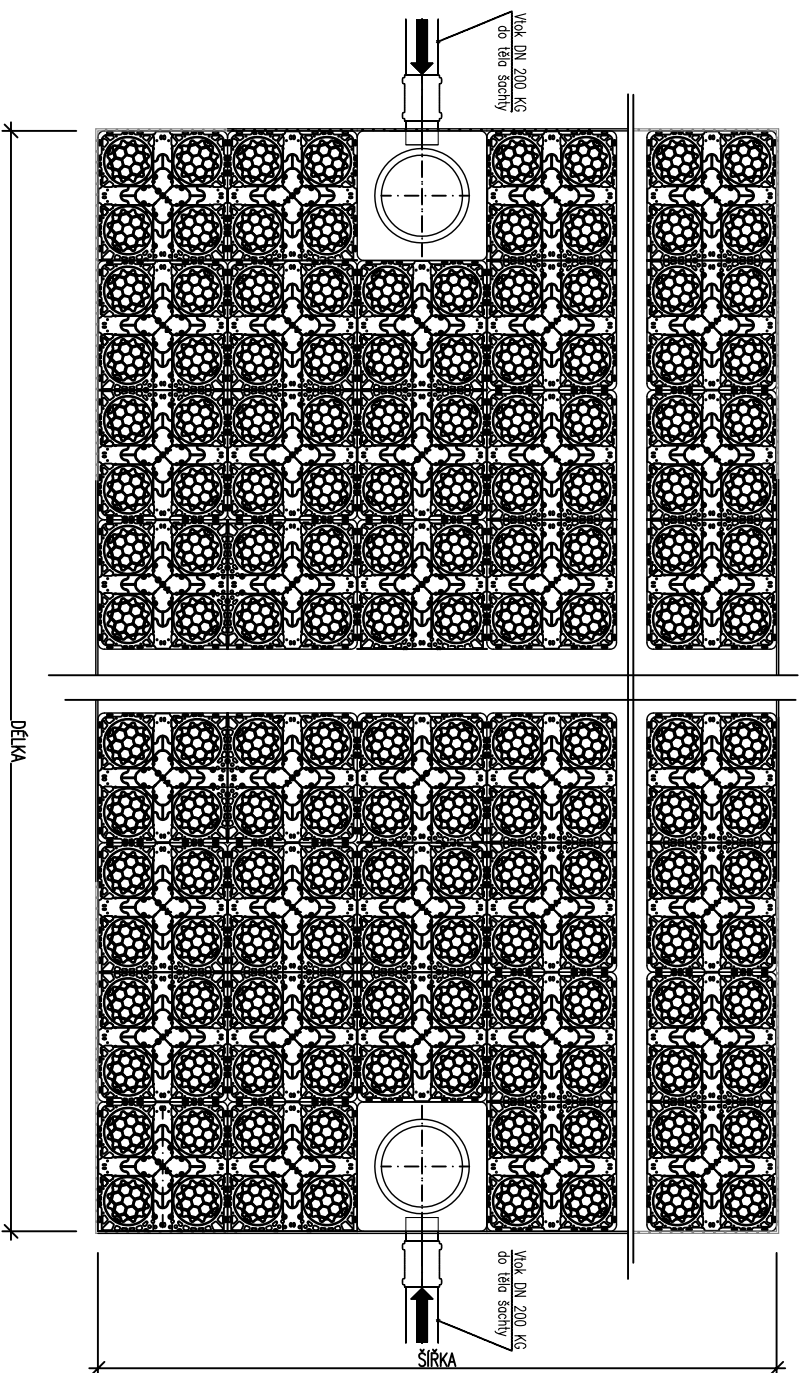 Vtok DN 200 KG
do těla šachty
DÉLKA
Vtok DN 200 KG
do těla šachty
ŠÍŘKA